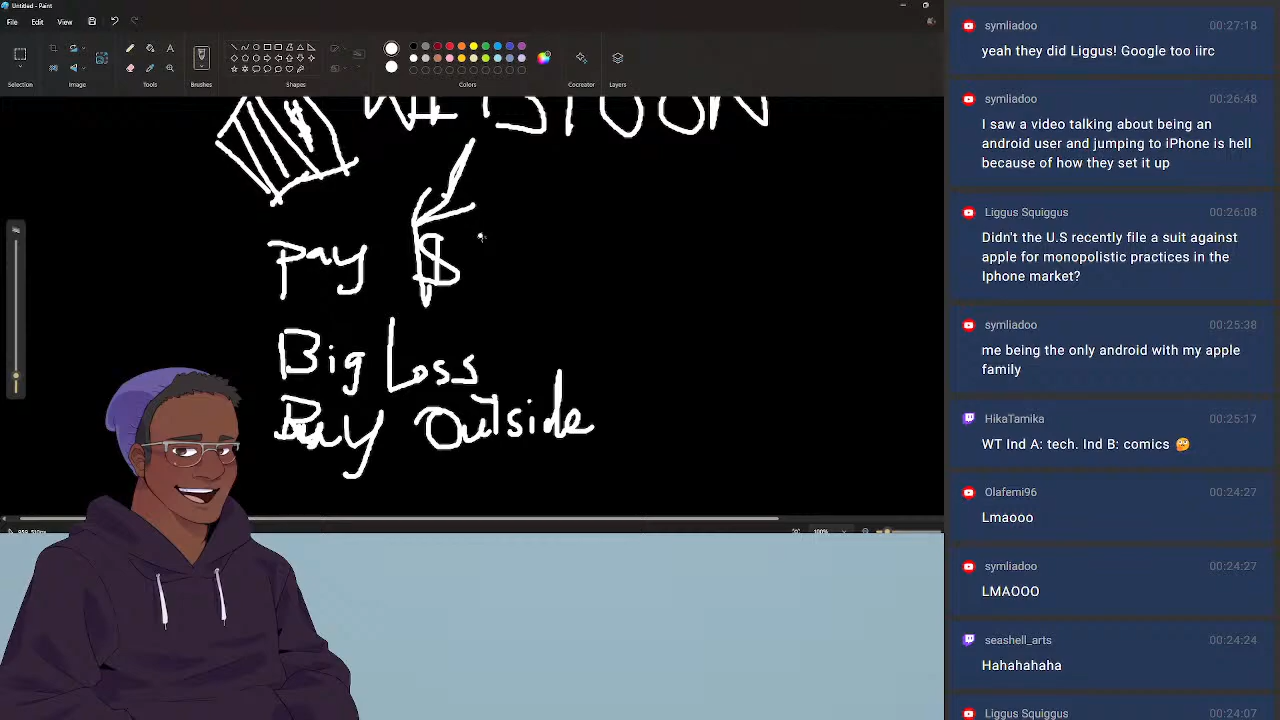 Untitled - Paint
File Edit View
Selection Image Tools Brushes Shapes Colors Cocreator Layers
WEBTOON
pay $
Big Loss
Buy Outside
100%
symliadoo 00:27:18
yeah they did Liggus! Google too iirc
symliadoo 00:26:48
I saw a video talking about being an
android user and jumping to iPhone is hell
because of how they set it up
Liggus Squiggus 00:26:08
Didn't the U.S recently file a suit against
apple for monopolistic practices in the
Iphone market?
symliadoo 00:25:38
me being the only android with my apple
family
HikaTamika 00:25:17
WT Ind A: tech. Ind B: comics 🤔
Olafemi96 00:24:27
Lmaooo
symliadoo 00:24:27
LMAOOO
seashell_arts 00:24:24
Hahahahaha
Liggus Squiggus 00:24:07